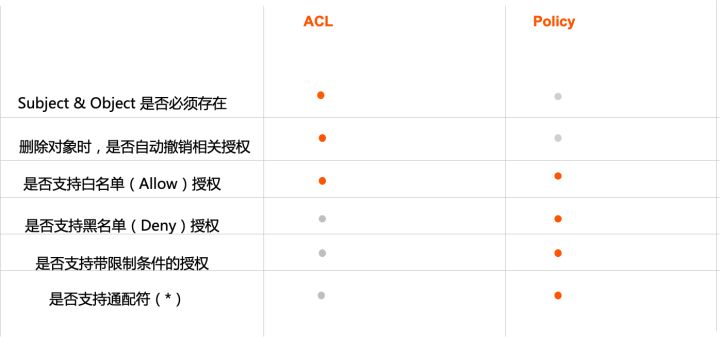 ACL Policy
Subject & Object 是否必须存在
删除对象时，是否自动撤销相关授权
是否支持白名单（Allow）授权
是否支持黑名单（Deny）授权
是否支持带限制条件的授权
是否支持通配符（*）